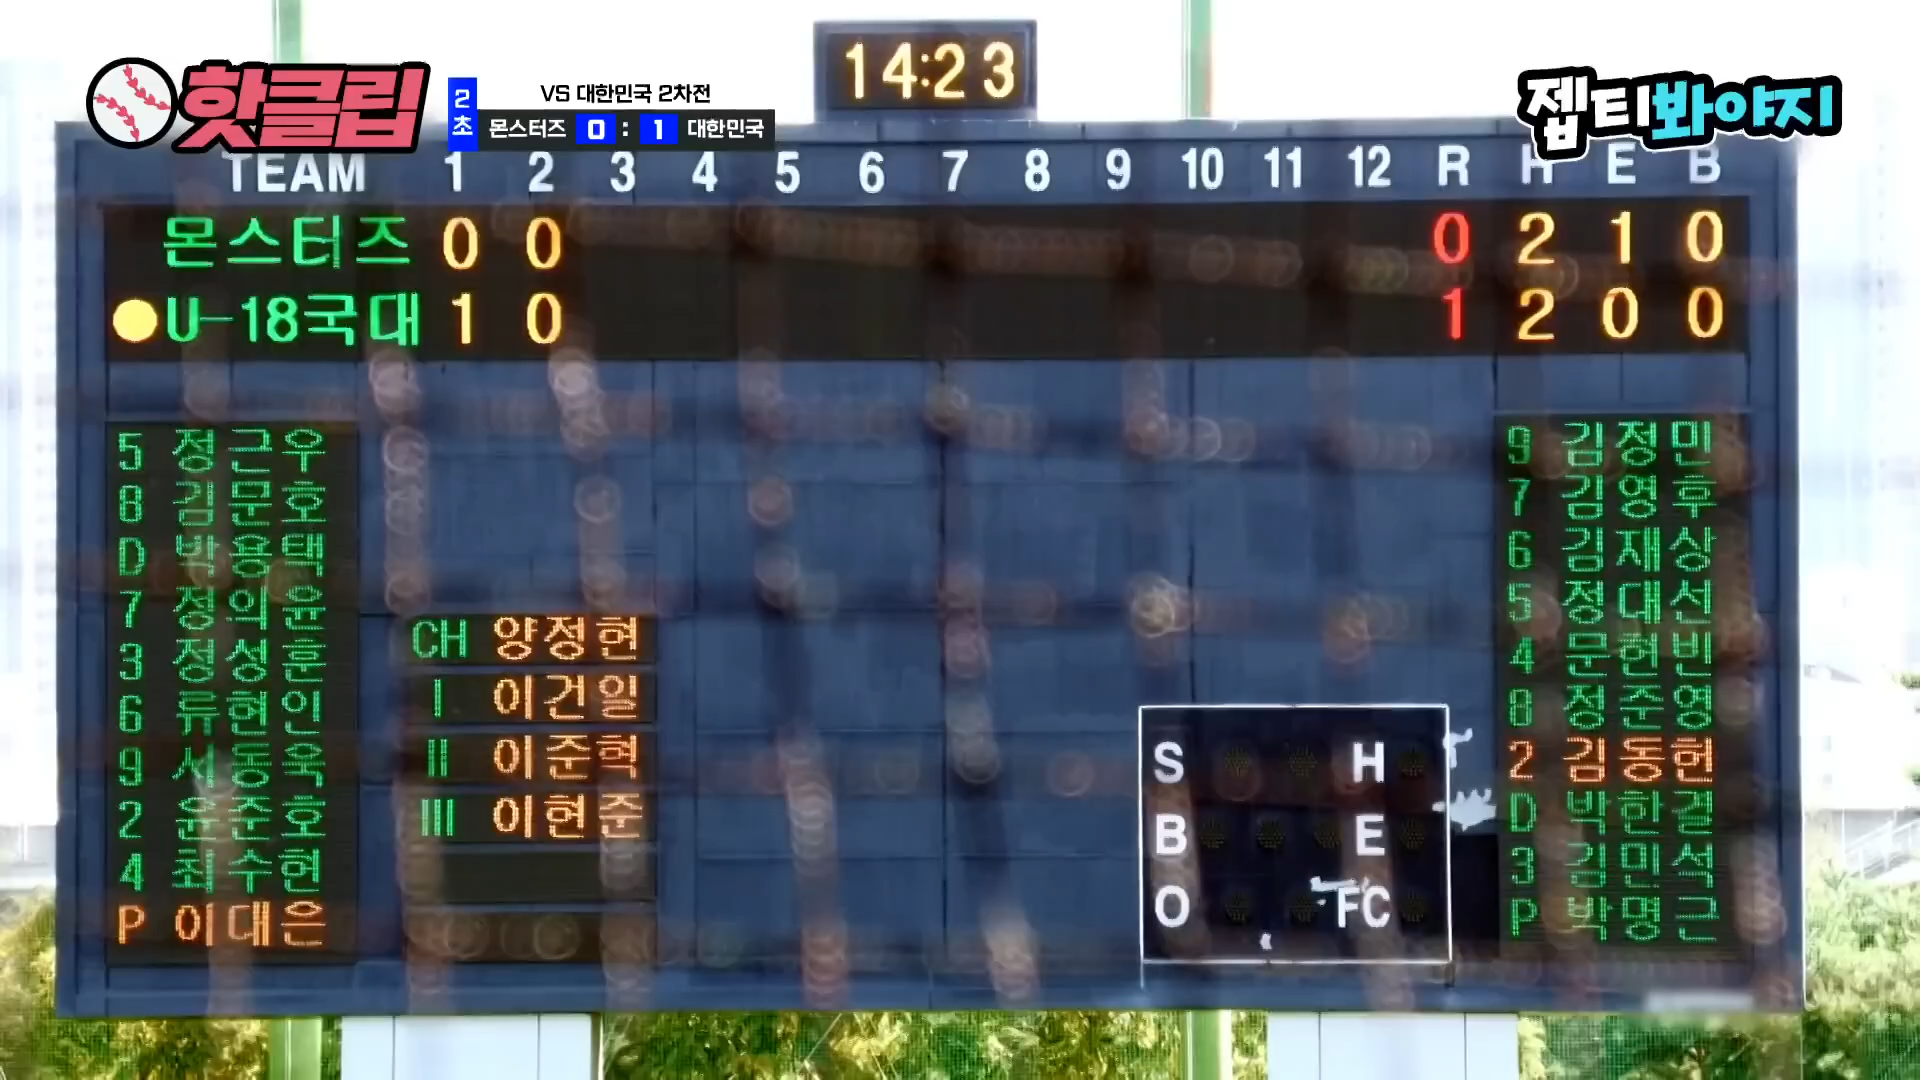 14:23
핫클립
2초
VS 대한민국 2차전
몬스터즈 0 : 1 대한민국
젭티봐야지
TEAM 1 2 3 4 5 6 7 8 9 10 11 12 R H E B
몬스터즈 0 0 0 2 1 0
U-18국대 1 0 1 2 0 0
5 정근우
8 김문호
D 박용택
7 정의윤
3 정성훈
6 류현인
9 서동욱
2 윤준호
4 최수현
P 이대은
CH 양정현
I 이건일
II 이준혁
III 이현준
S H
B E
O FC
9 김정민
7 김영후
6 김재상
5 정대선
4 문현빈
8 정준영
2 김동헌
D 박한결
3 김민석
P 박명근